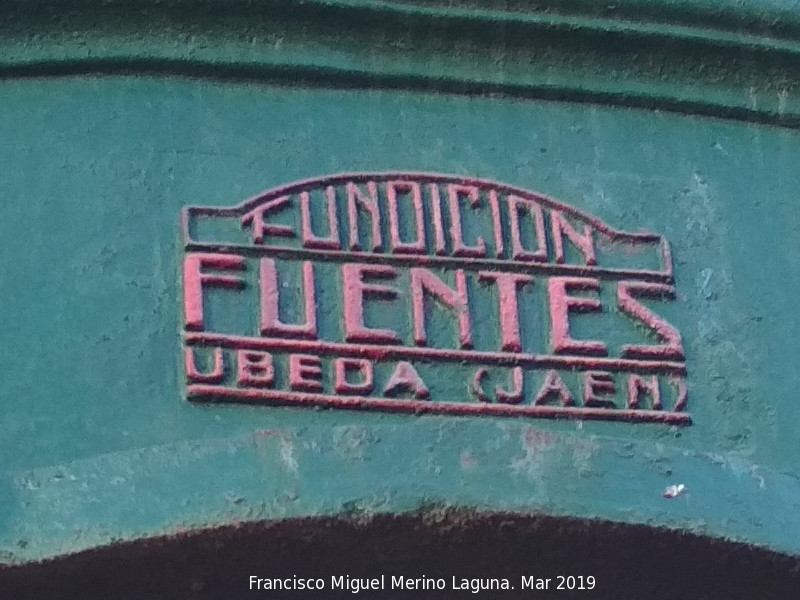 FUNDICION
FUENTES
UBEDA (JAEN)
Francisco Miguel Merino Laguna. Mar 2019